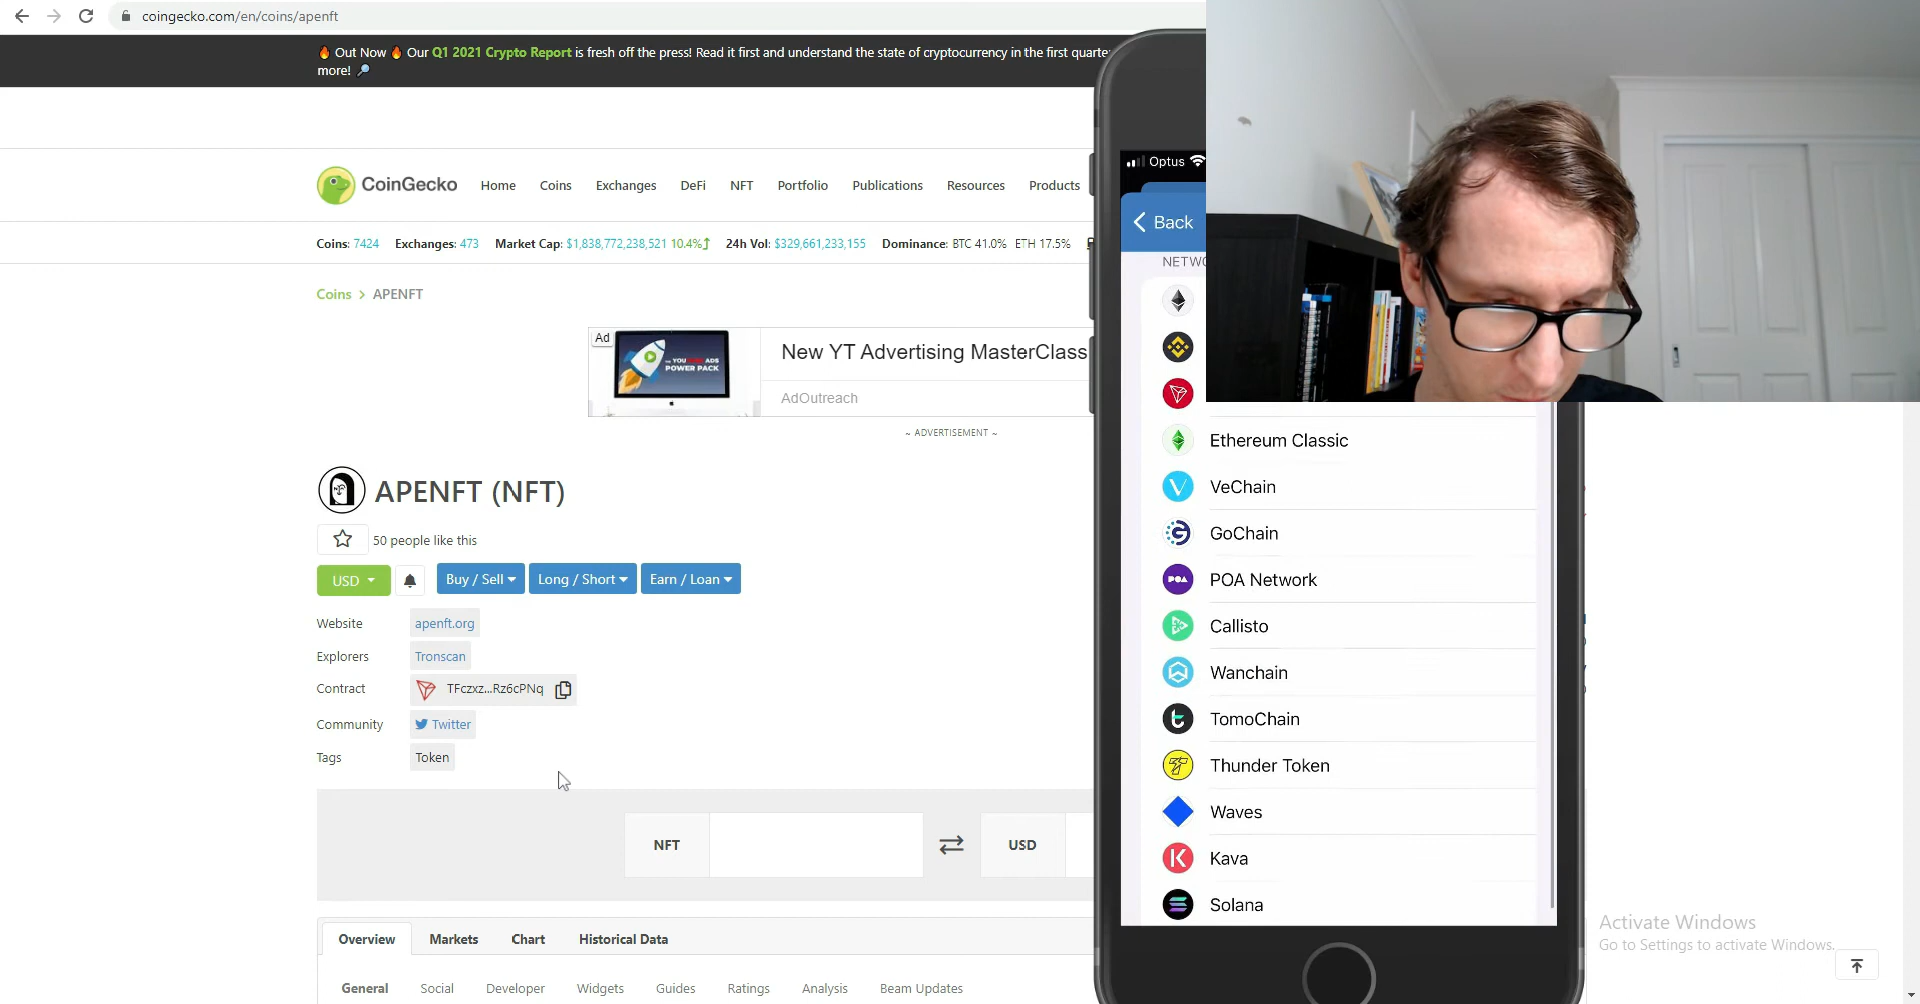 coingecko.com/en/coins/apenft
🔥 Out Now 🔥 Our Q1 2021 Crypto Report is fresh off the press! Read it first and understand the state of cryptocurrency in the first quarte
more! 🔎
CoinGecko
Home Coins Exchanges DeFi NFT Portfolio Publications Resources Products
Coins: 7424 Exchanges: 473 Market Cap: $1,838,772,238,521 10.4% 24h Vol: $329,661,233,155 Dominance: BTC 41.0% ETH 17.5%
Coins > APENFT
Ad
POWER PACK
New YT Advertising MasterClass
AdOutreach
~ ADVERTISEMENT ~
APENFT (NFT)
50 people like this
USD
Buy / Sell Long / Short Earn / Loan
Website apenft.org
Explorers Tronscan
Contract TFczxz...Rz6cPNq
Community Twitter
Tags Token
NFT USD
Overview Markets Chart Historical Data
General Social Developer Widgets Guides Ratings Analysis Beam Updates
Optus
Back
NETWO
Ethereum Classic
VeChain
GoChain
POA
POA Network
Callisto
Wanchain
TomoChain
Thunder Token
Waves
Kava
Solana
Activate Windows
Go to Settings to activate Windows.